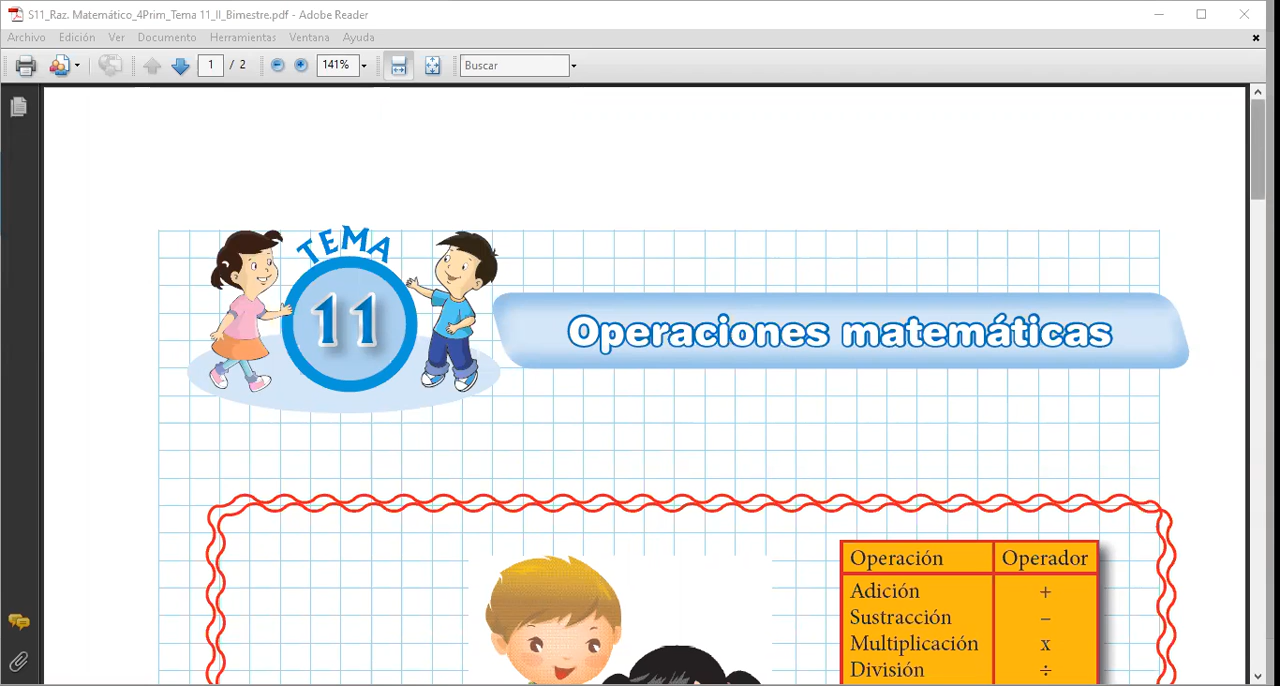 S11_Raz. Matemático_4Prim_Tema 11_II_Bimestre.pdf - Adobe Reader
Archivo Edición Ver Documento Herramientas Ventana Ayuda
1 / 2 141% Buscar
TEMA
11
Operaciones matemáticas
Operación Operador
Adición +
Sustracción –
Multiplicación x
División ÷